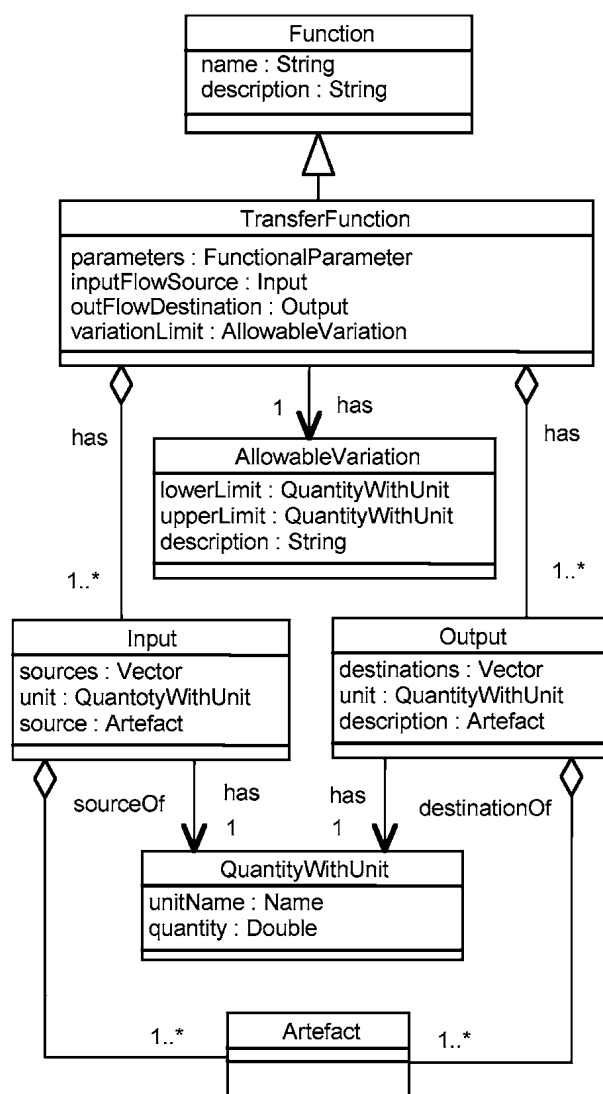 Function
name : String
description : String
TransferFunction
parameters : FunctionalParameter
inputFlowSource : Input
outFlowDestination : Output
variationLimit : AllowableVariation
has
1
has
has
AllowableVariation
lowerLimit : QuantityWithUnit
upperLimit : QuantityWithUnit
description : String
1..*
1..*
Input
sources : Vector
unit : QuantotyWithUnit
source : Artefact
Output
destinations : Vector
unit : QuantityWithUnit
description : Artefact
sourceOf
has
1
has
1
destinationOf
QuantityWithUnit
unitName : Name
quantity : Double
1..*
Artefact
1..*